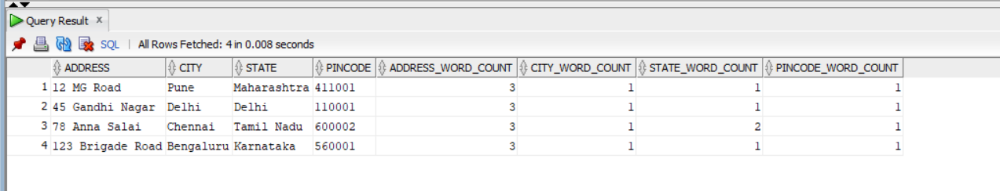 Query Result x
SQL | All Rows Fetched: 4 in 0.008 seconds
ADDRESS CITY STATE PINCODE ADDRESS_WORD_COUNT CITY_WORD_COUNT STATE_WORD_COUNT PINCODE_WORD_COUNT
1 12 MG Road Pune Maharashtra 411001 3 1 1 1
2 45 Gandhi Nagar Delhi Delhi 110001 3 1 1 1
3 78 Anna Salai Chennai Tamil Nadu 600002 3 1 2 1
4 123 Brigade Road Bengaluru Karnataka 560001 3 1 1 1